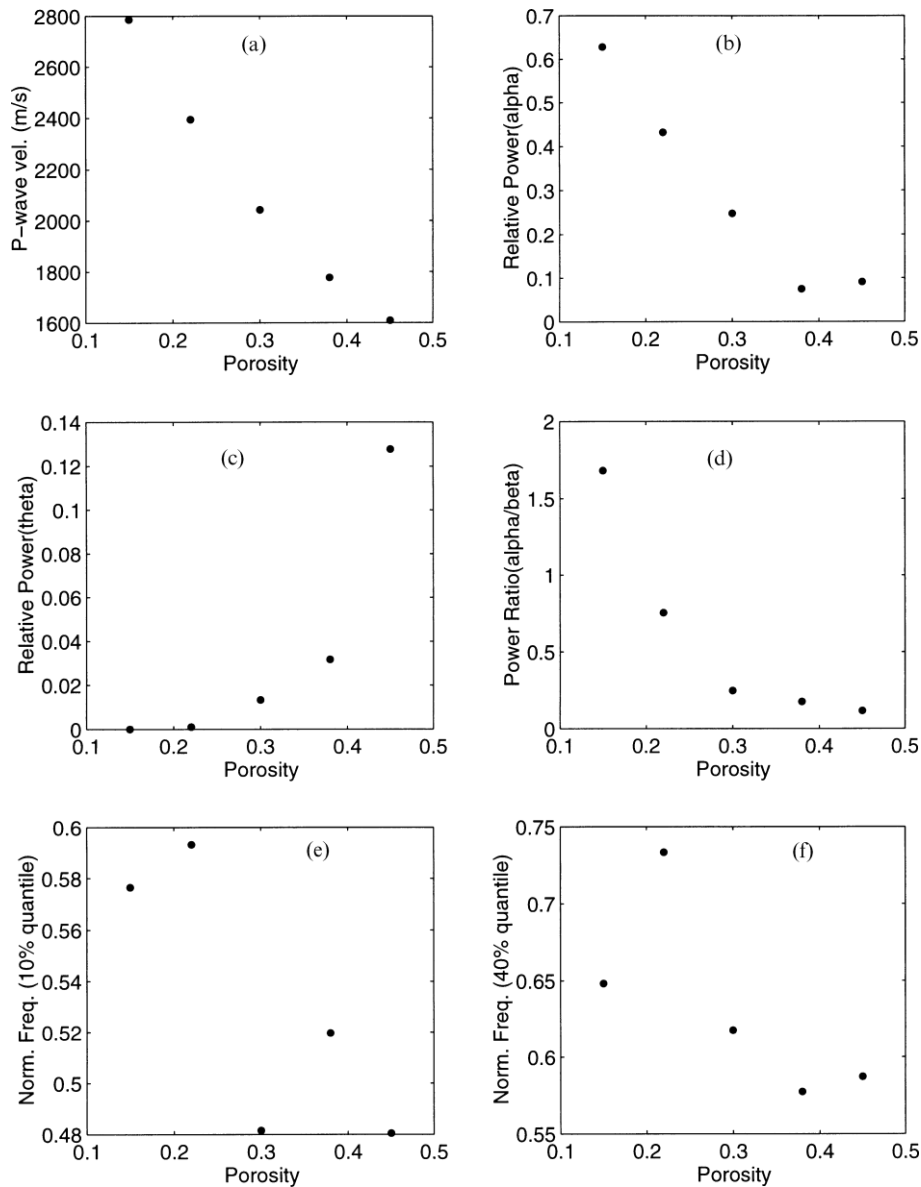 (a)
P-wave vel. (m/s)
2800
2600
2400
2200
2000
1800
1600
0.1 0.2 0.3 0.4 0.5
Porosity
(b)
Relative Power(alpha)
0.7
0.6
0.5
0.4
0.3
0.2
0.1
0
0.1 0.2 0.3 0.4 0.5
Porosity
(c)
Relative Power(theta)
0.14
0.12
0.1
0.08
0.06
0.04
0.02
0
0.1 0.2 0.3 0.4 0.5
Porosity
(d)
Power Ratio(alpha/beta)
2
1.5
1
0.5
0
0.1 0.2 0.3 0.4 0.5
Porosity
(e)
Norm. Freq. (10% quantile)
0.6
0.58
0.56
0.54
0.52
0.5
0.48
0.1 0.2 0.3 0.4 0.5
Porosity
(f)
Norm. Freq. (40% quantile)
0.75
0.7
0.65
0.6
0.55
0.1 0.2 0.3 0.4 0.5
Porosity